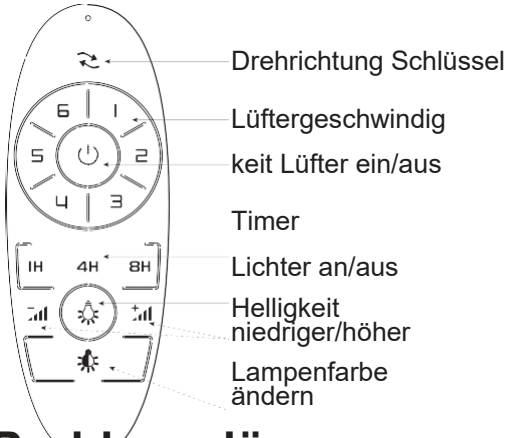 Drehrichtung Schlüssel
6 1
Lüftergeschwindig
5 2
keit Lüfter ein/aus
4 3
Timer
1H 4H 8H
Lichter an/aus
Helligkeit
niedriger/höher
Lampenfarbe
ändern